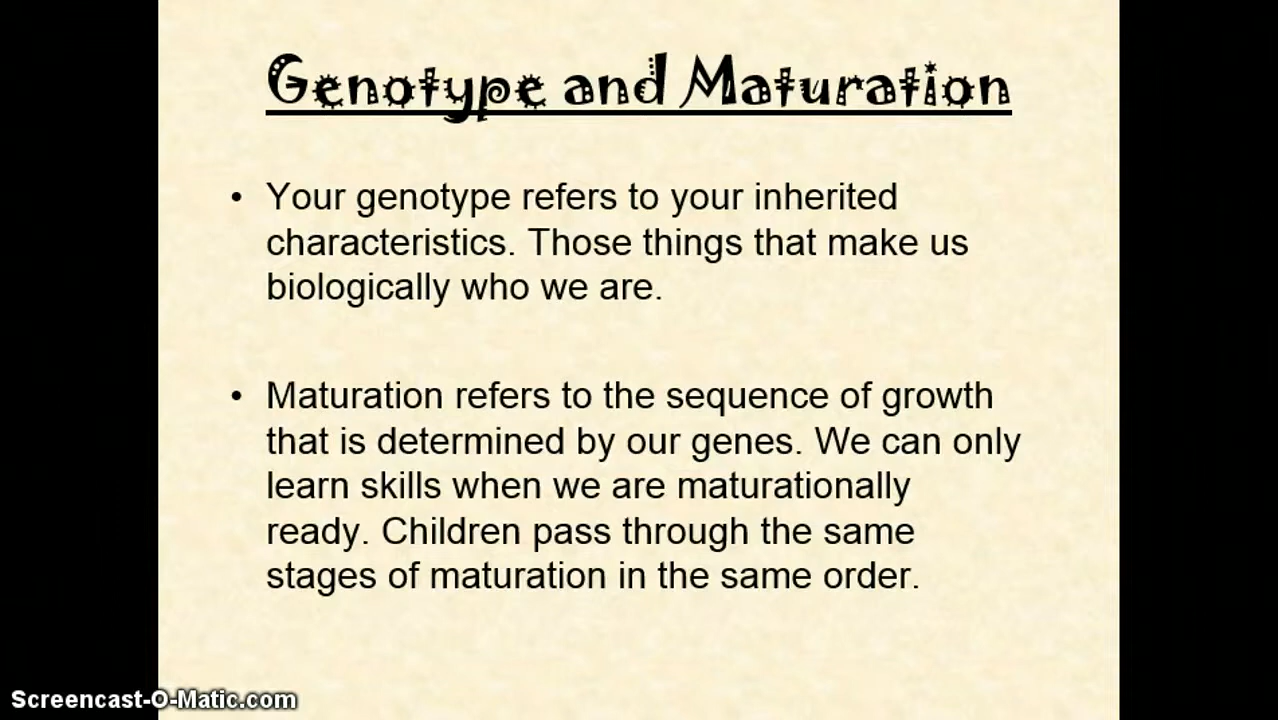 Genotype and Maturation
• Your genotype refers to your inherited
characteristics. Those things that make us
biologically who we are.
• Maturation refers to the sequence of growth
that is determined by our genes. We can only
learn skills when we are maturationally
ready. Children pass through the same
stages of maturation in the same order.
Screencast-O-Matic.com